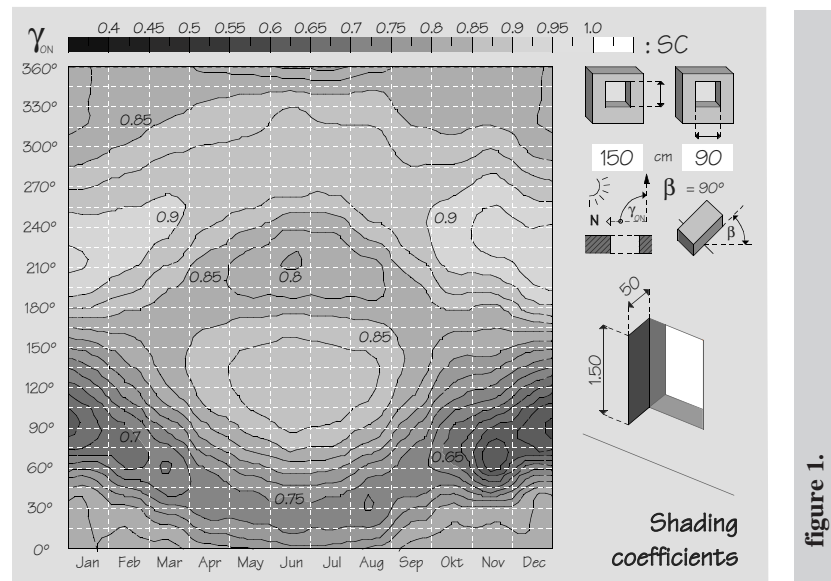 0.4 0.45 0.5 0.55 0.6 0.65 0.7 0.75 0.8 0.85 0.9 0.95 1.0
γON : SC
360°
330°
300°
270°
240°
210°
180°
150°
120°
90°
60°
30°
0°
0.85
0.9
0.9
0.85
0.8
0.85
0.7
0.65
0.75
Jan Feb Mar Apr May Jun Jul Aug Sep Okt Nov Dec
150 cm 90
β = 90°
N γON
β
50
1.50
Shading
coefficients
figure 1.